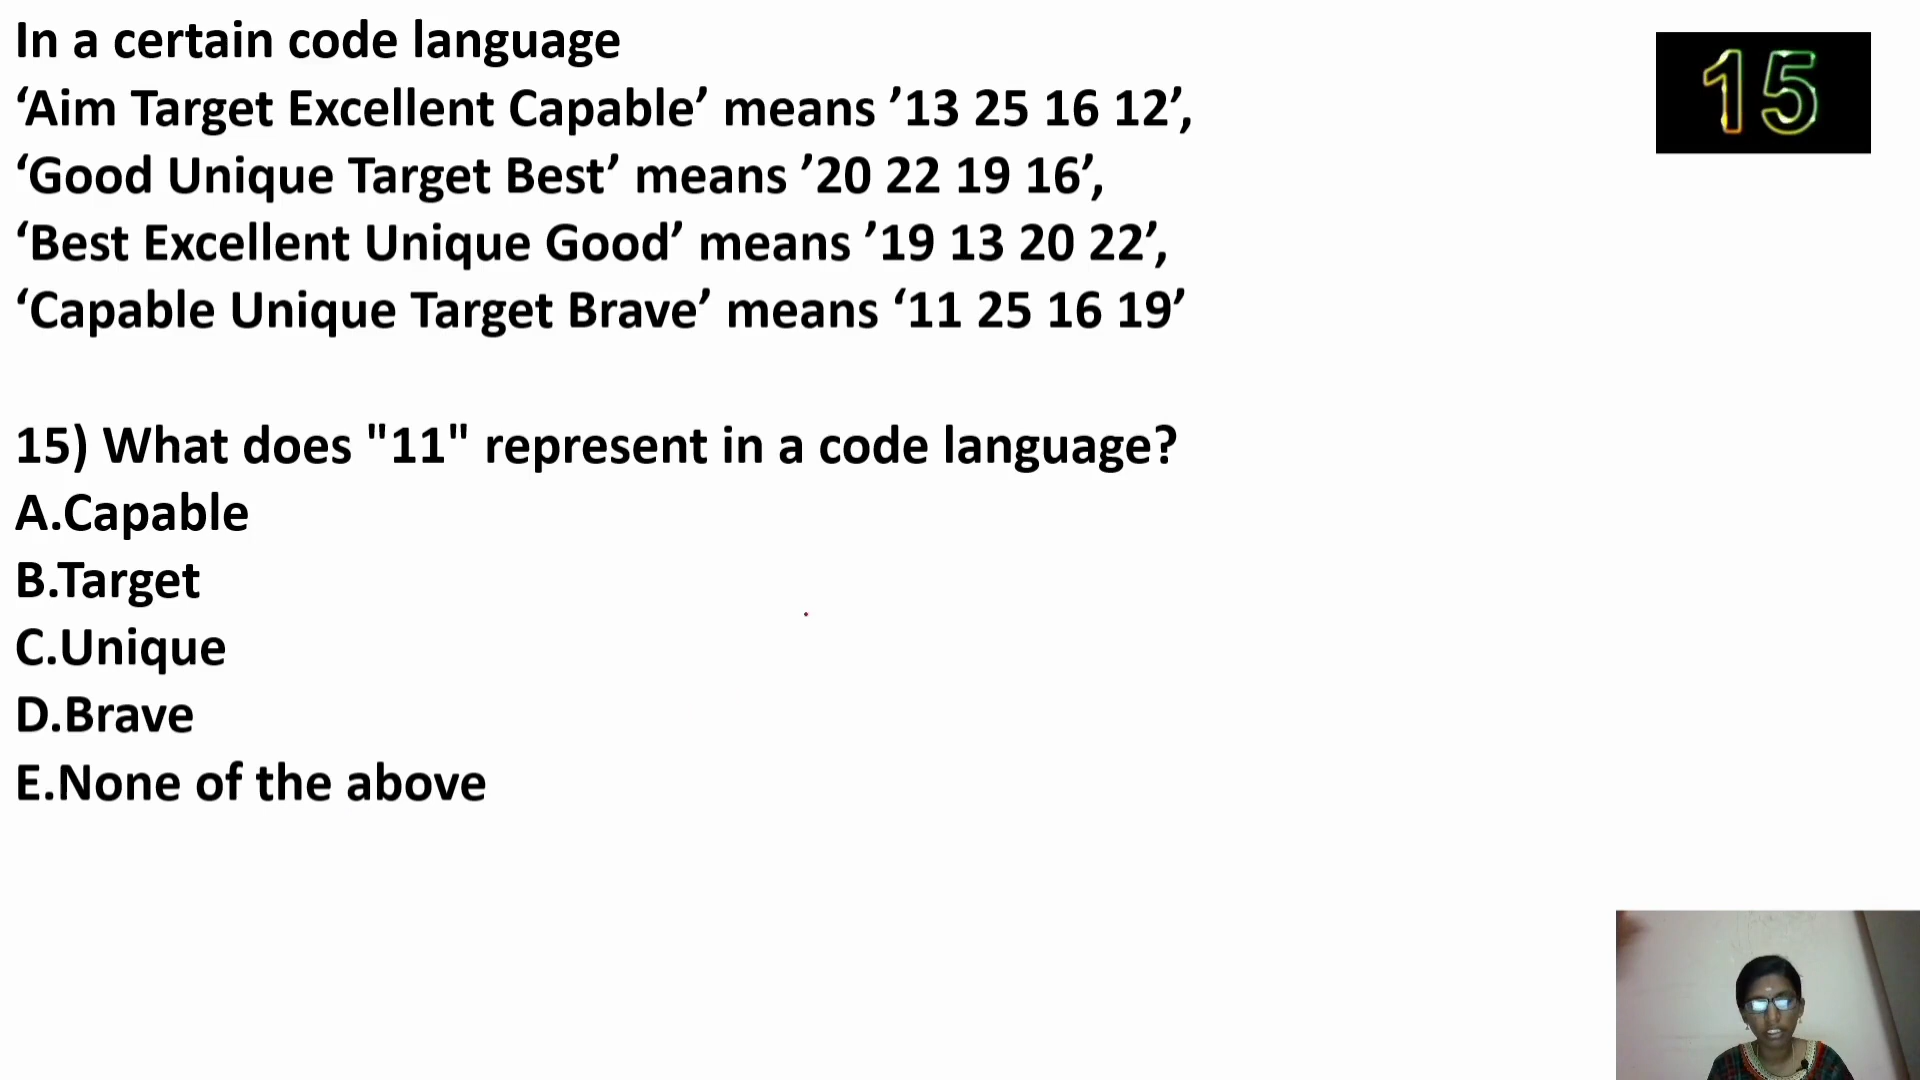 In a certain code language
‘Aim Target Excellent Capable’ means ’13 25 16 12’,
‘Good Unique Target Best’ means ’20 22 19 16’,
‘Best Excellent Unique Good’ means ’19 13 20 22’,
‘Capable Unique Target Brave’ means ‘11 25 16 19’
15) What does "11" represent in a code language?
A.Capable
B.Target
C.Unique
D.Brave
E.None of the above
15